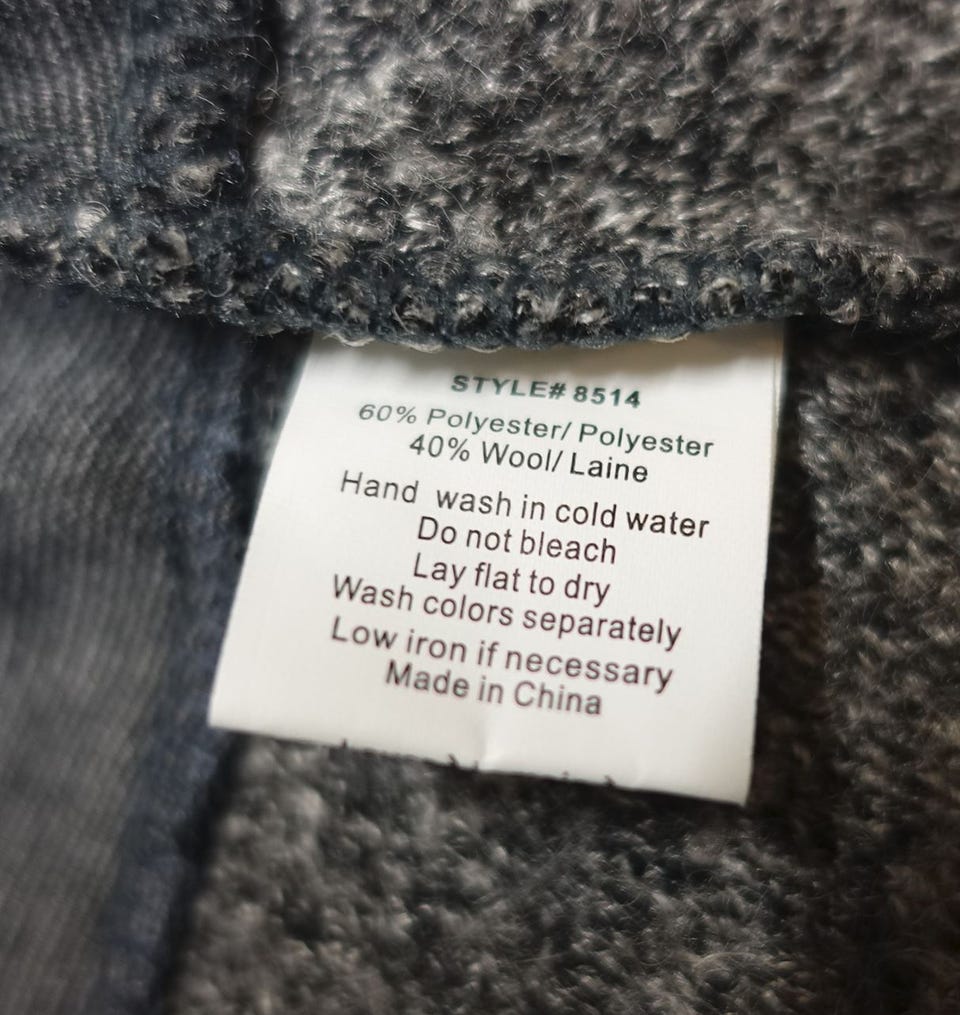 STYLE# 8514
60% Polyester/ Polyester
40% Wool/ Laine
Hand wash in cold water
Do not bleach
Lay flat to dry
Wash colors separately
Low iron if necessary
Made in China